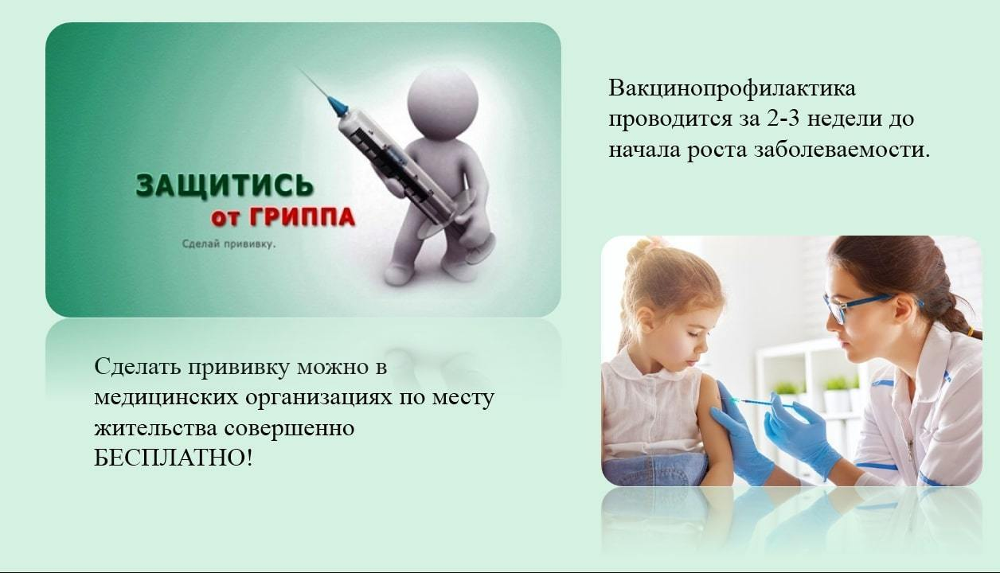 ЗАЩИТИСЬ
от ГРИППА
Сделай прививку.
Вакцинопрофилактика
проводится за 2-3 недели до
начала роста заболеваемости.
Сделать прививку можно в
медицинских организациях по месту
жительства совершенно
БЕСПЛАТНО!